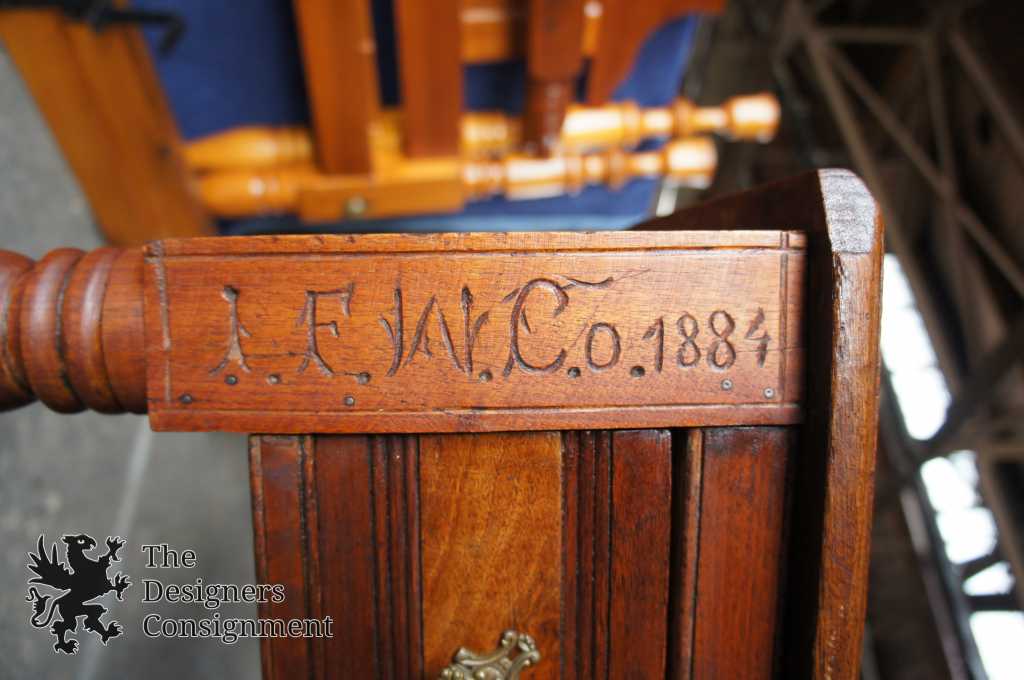 I. F. W. Co. 1884
The
Designers
Consignment